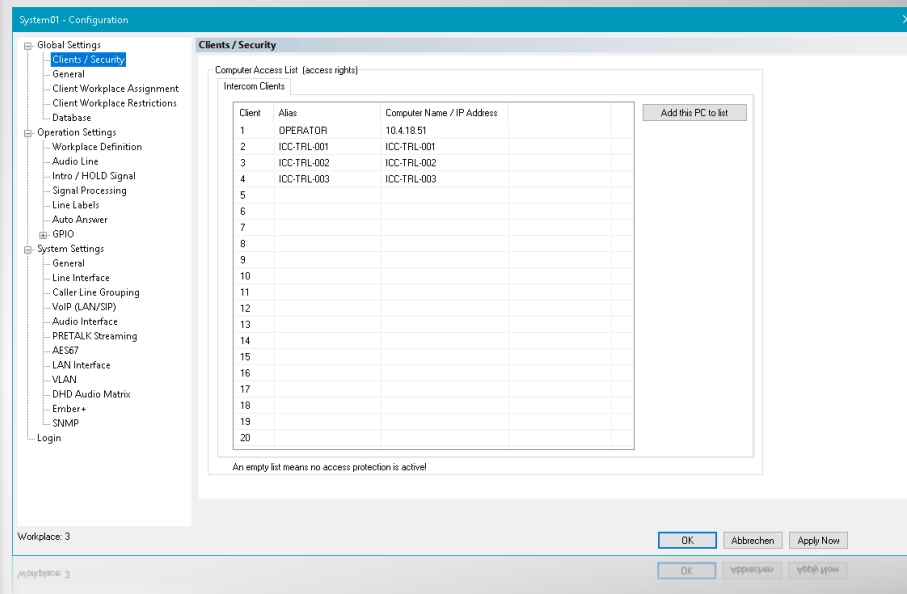 System01 - Configuration
Global Settings
Clients / Security
General
Client Workplace Assignment
Client Workplace Restrictions
Database
Operation Settings
Workplace Definition
Audio Line
Intro / HOLD Signal
Signal Processing
Line Labels
Auto Answer
GPIO
System Settings
General
Line Interface
Caller Line Grouping
VoIP (LAN/SIP)
Audio Interface
PRETALK Streaming
AES67
LAN Interface
VLAN
DHD Audio Matrix
Ember+
SNMP
Login
Clients / Security
Computer Access List (access rights)
Intercom Clients
Client Alias Computer Name / IP Address
1 OPERATOR 10.4.18.51
2 ICC-TRL-001 ICC-TRL-001
3 ICC-TRL-002 ICC-TRL-002
4 ICC-TRL-003 ICC-TRL-003
5
6
7
8
9
10
11
12
13
14
15
16
17
18
19
20
Add this PC to list
An empty list means no access protection is active!
Workplace: 3
OK Abbrechen Apply Now